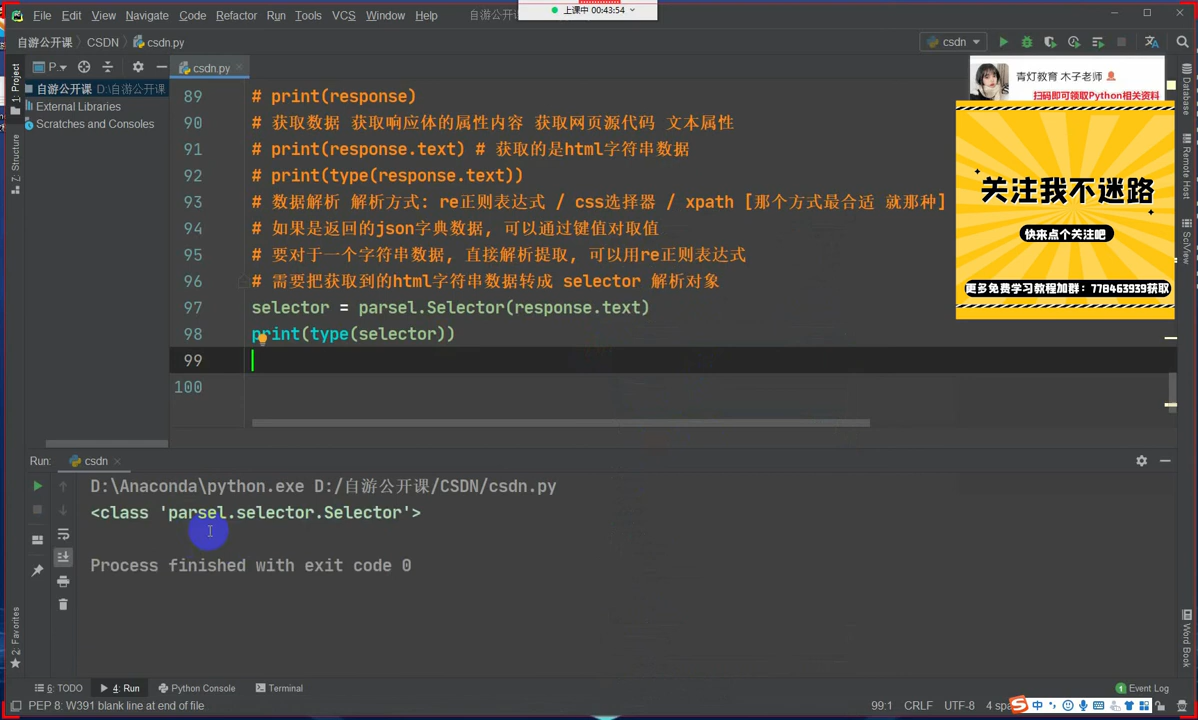 File Edit View Navigate Code Refactor Run Tools VCS Window Help
上课中 00:43:54
自游公开课 CSDN csdn.py
csdn
P..
csdn.py
1: Project
自游公开课 D:\自游公开课
External Libraries
Scratches and Consoles
Z: Structure
89 # print(response)
90 # 获取数据 获取响应体的属性内容 获取网页源代码 文本属性
91 # print(response.text) # 获取的是html字符串数据
92 # print(type(response.text))
93 # 数据解析 解析方式: re正则表达式 / css选择器 / xpath [那个方式最合适 就那种]
94 # 如果是返回的json字典数据, 可以通过键值对取值
95 # 要对于一个字符串数据, 直接解析提取, 可以用re正则表达式
96 # 需要把获取到的html字符串数据转成 selector 解析对象
97 selector = parsel.Selector(response.text)
98 print(type(selector))
99
100
青灯教育 木子老师
扫码即可领取Python相关资料
关注我不迷路
快来点个关注吧
更多免费学习教程加群：778463939获取
Database
Remote Host
SciView
Word Book
Run: csdn
D:\Anaconda\python.exe D:/自游公开课/CSDN/csdn.py
<class 'parsel.selector.Selector'>
Process finished with exit code 0
2: Favorites
6: TODO 4: Run Python Console Terminal
1 Event Log
PEP 8: W391 blank line at end of file
99:1 CRLF UTF-8 4 spa
中